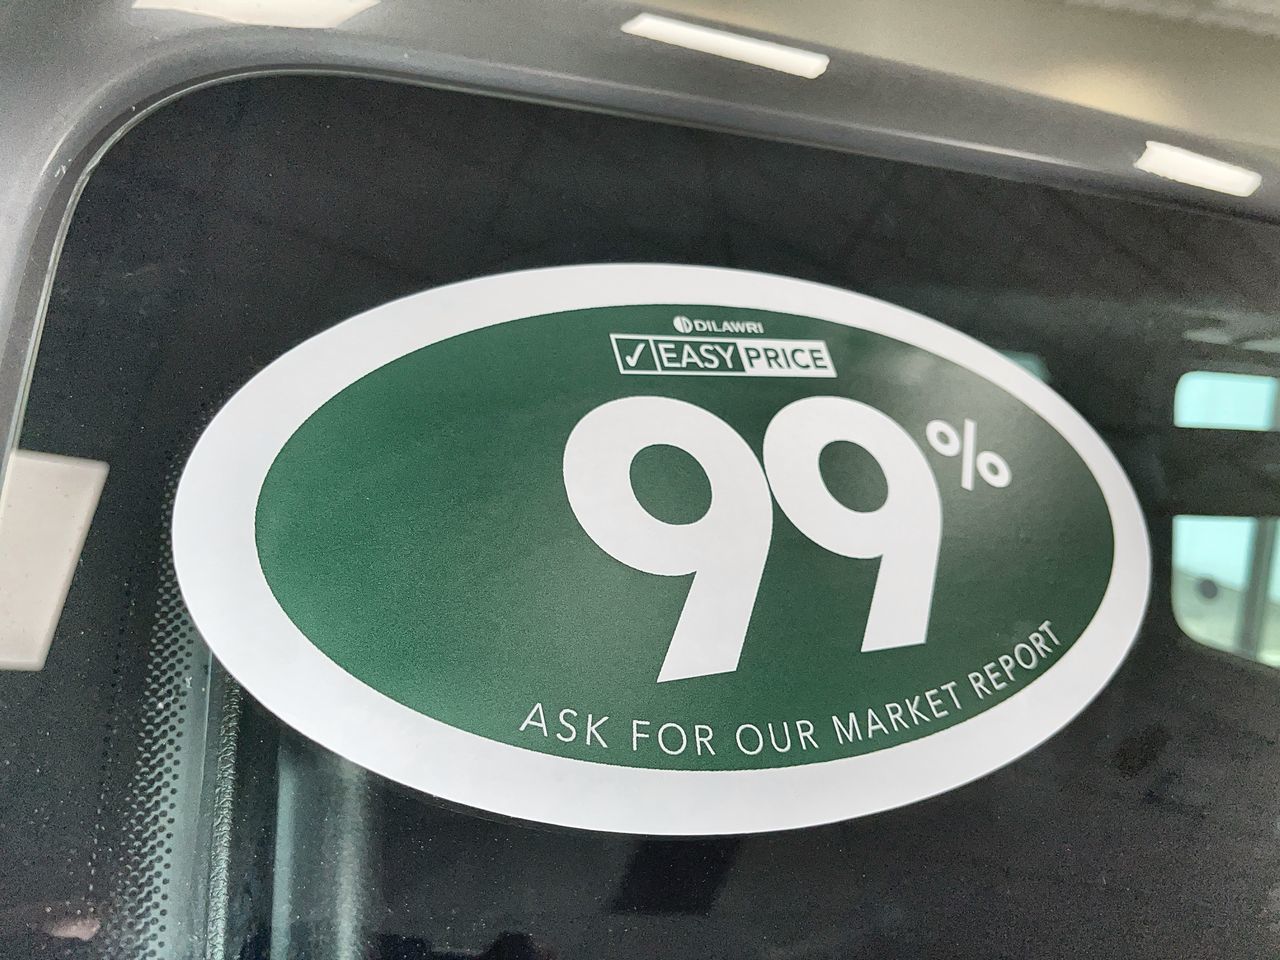 DILAWRI
✓ EASY PRICE
99%
ASK FOR OUR MARKET REPORT